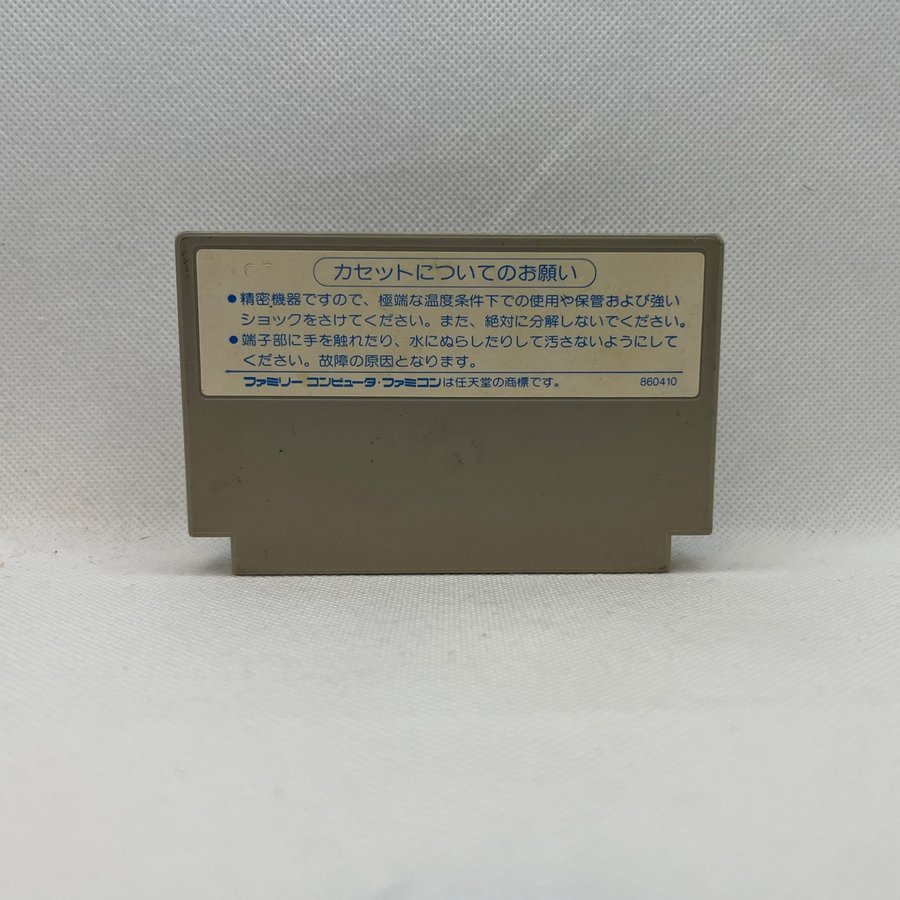 カセットについてのお願い
●精密機器ですので、極端な温度条件下での使用や保管および強い
ショックをさけてください。また、絶対に分解しないでください。
●端子部に手を触れたり、水にぬらしたりして汚さないようにして
ください。故障の原因となります。
ファミリー コンピュータ・ファミコンは任天堂の商標です。 860410